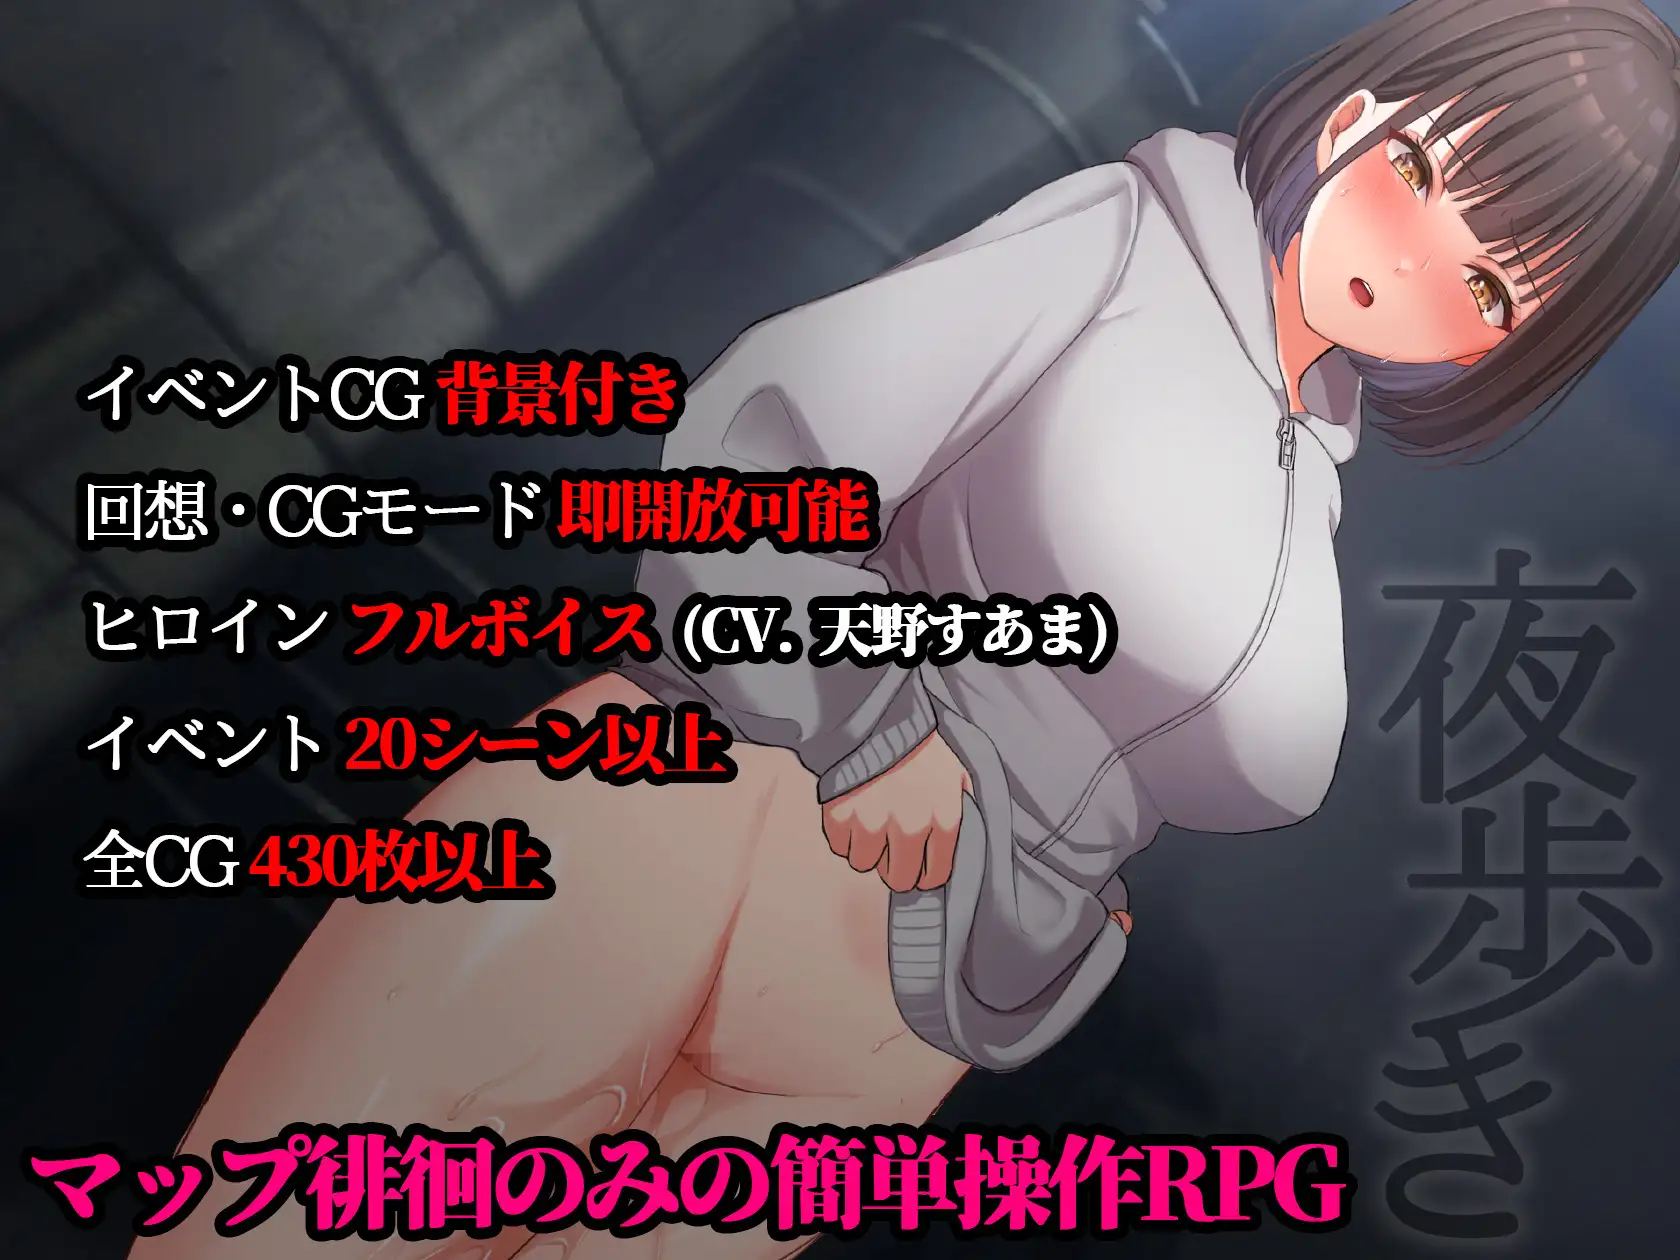 イベントCG 背景付き
回想・CGモード 即開放可能
ヒロイン フルボイス (CV. 天野すあま)
イベント 20シーン以上
全CG 430枚以上
マップ徘徊のみの簡単操作RPG
夜歩き